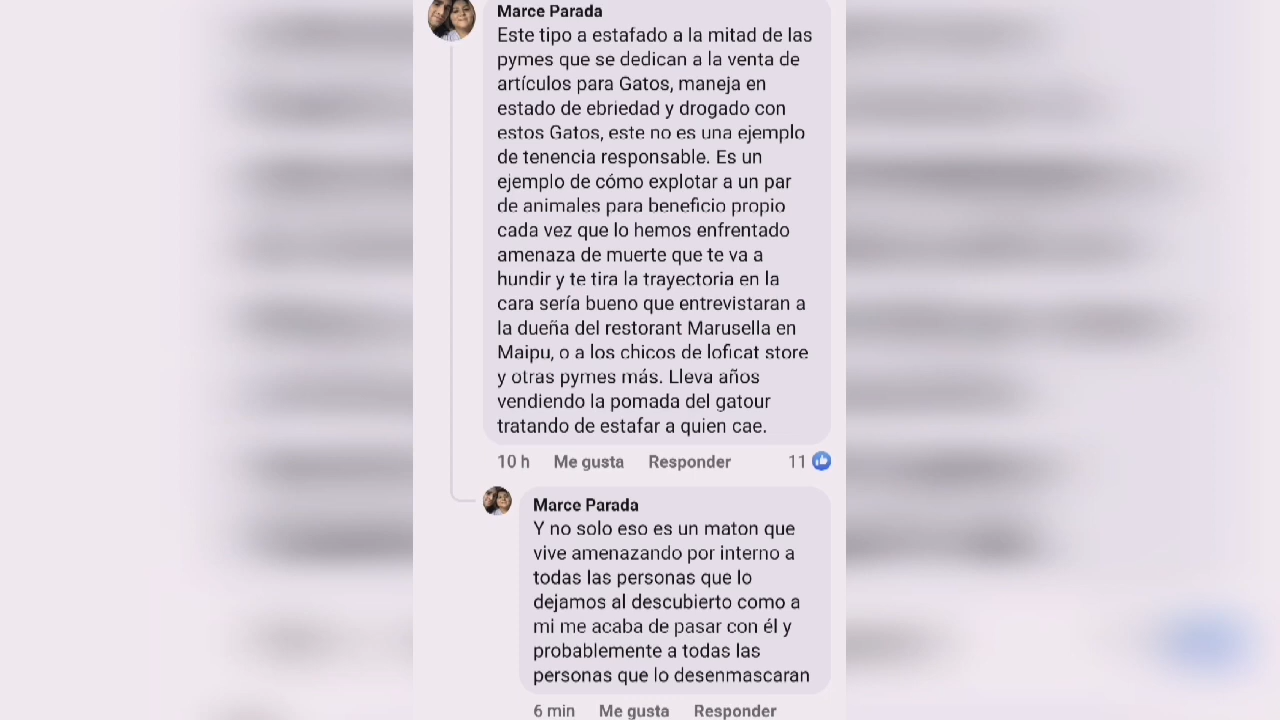 Marce Parada
Este tipo a estafado a la mitad de las
pymes que se dedican a la venta de
artículos para Gatos, maneja en
estado de ebriedad y drogado con
estos Gatos, este no es una ejemplo
de tenencia responsable. Es un
ejemplo de cómo explotar a un par
de animales para beneficio propio
cada vez que lo hemos enfrentado
amenaza de muerte que te va a
hundir y te tira la trayectoria en la
cara sería bueno que entrevistaran a
la dueña del restorant Marusella en
Maipu, o a los chicos de loficat store
y otras pymes más. Lleva años
vendiendo la pomada del gatour
tratando de estafar a quien cae.
10 h Me gusta Responder 11
Marce Parada
Y no solo eso es un maton que
vive amenazando por interno a
todas las personas que lo
dejamos al descubierto como a
mi me acaba de pasar con él y
probablemente a todas las
personas que lo desenmascaran
6 min Me gusta Responder